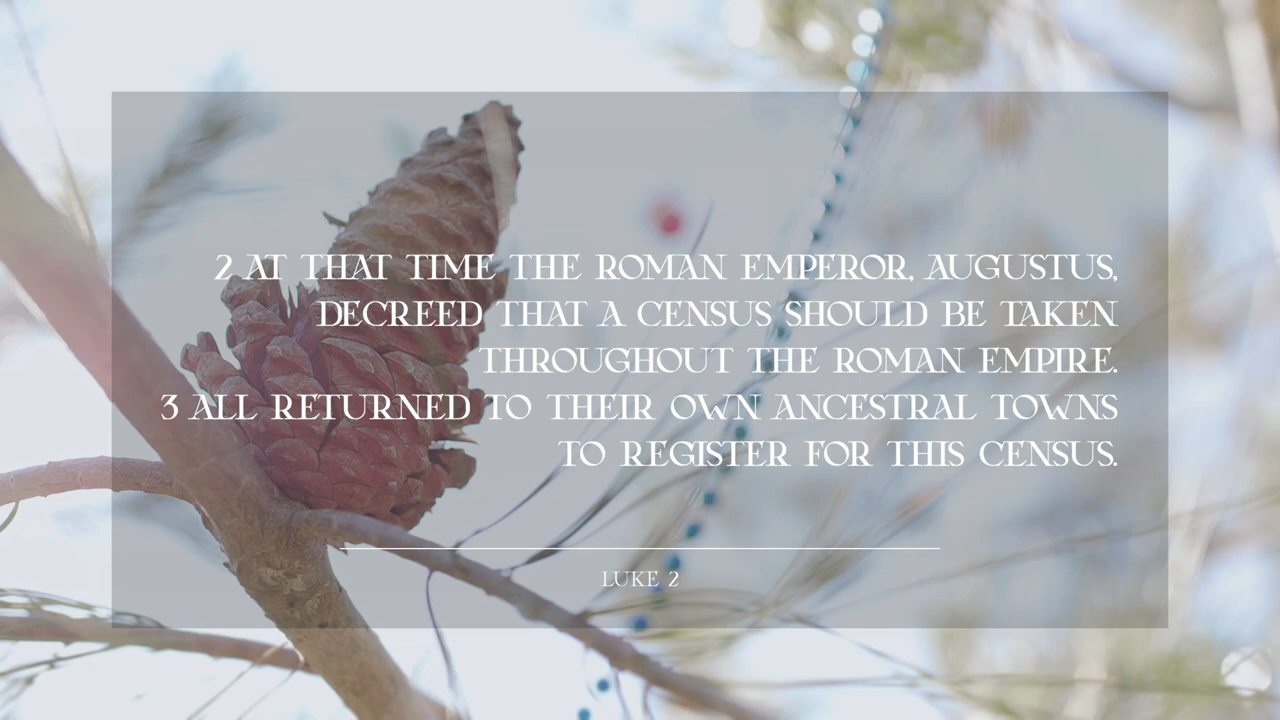 2 AT THAT TIME THE ROMAN EMPEROR, AUGUSTUS,
DECREED THAT A CENSUS SHOULD BE TAKEN
THROUGHOUT THE ROMAN EMPIRE.
3 ALL RETURNED TO THEIR OWN ANCESTRAL TOWNS
TO REGISTER FOR THIS CENSUS.
LUKE 2